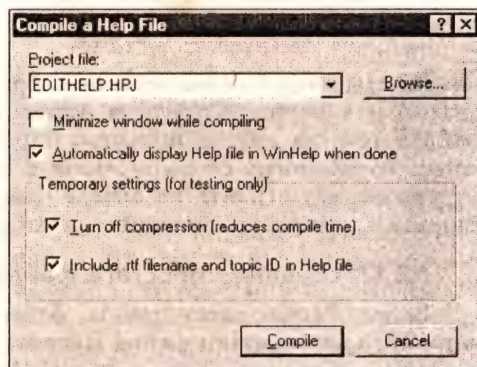 Compile a Help File
Project file:
EDITHELP.HPJ
Browse...
Minimize window while compiling
Automatically display Help file in WinHelp when done
Temporary settings (for testing only)
Turn off compression (reduces compile time)
Include .rtf filename and topic ID in Help file
Compile
Cancel